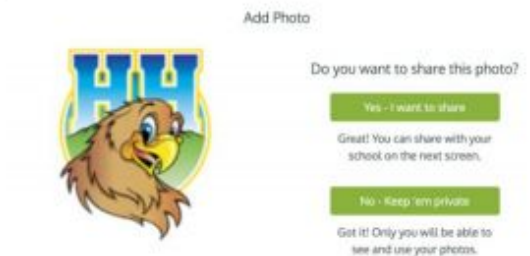 Add Photo
HH
Do you want to share this photo?
Yes - I want to share
Great! You can share with your
school on the next screen.
No - Keep 'em private
Got it! Only you will be able to
see and use your photos.